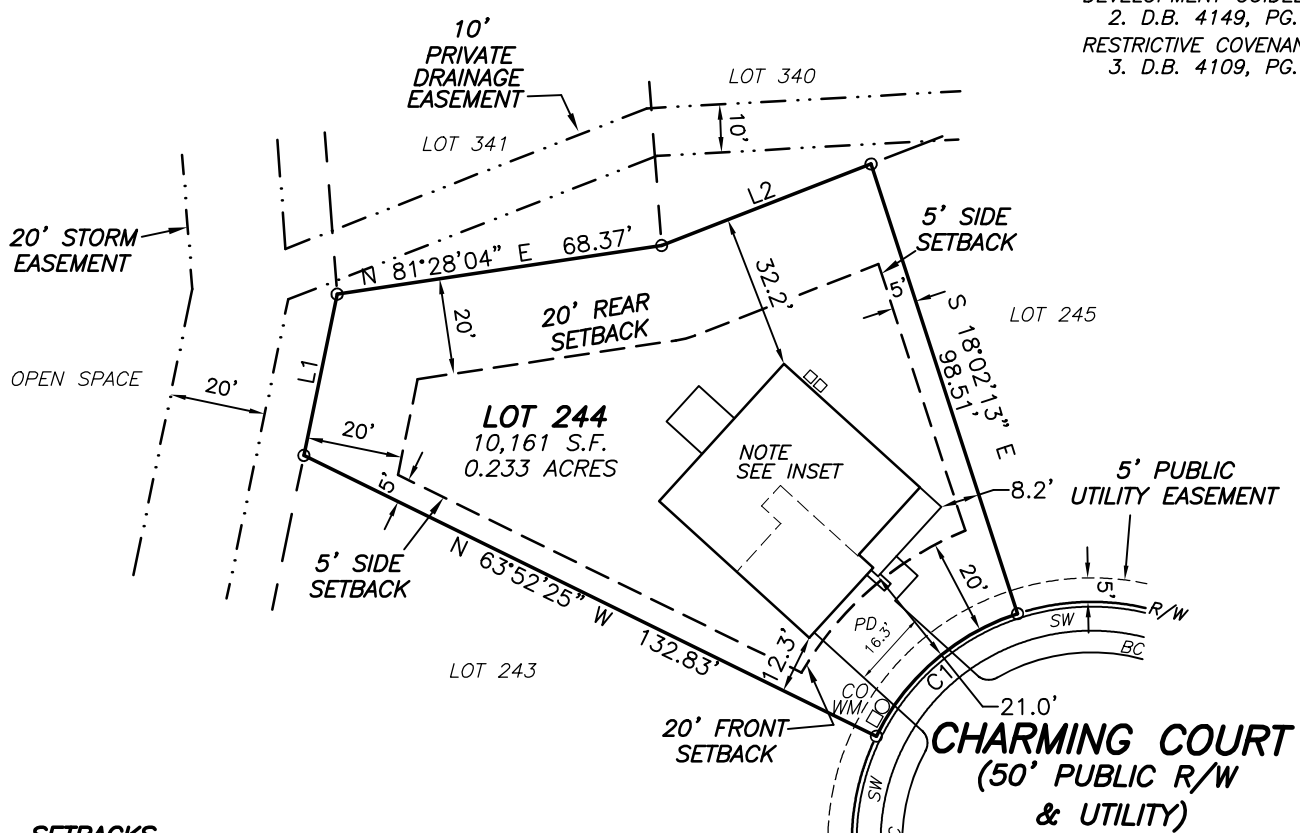 2. D.B. 4149, PG.
RESTRICTIVE COVENAN
3. D.B. 4109, PG.
10'
PRIVATE
DRAINAGE
EASEMENT
LOT 340
10'
LOT 341
L2
5' SIDE
SETBACK
20' STORM
EASEMENT
N 81°28'04" E 68.37'
32.2'
5'
20'
20' REAR
SETBACK
S 18°02'13" E
98.51'
LOT 245
OPEN SPACE
20'
L1
LOT 244
10,161 S.F.
0.233 ACRES
20'
NOTE
SEE INSET
5' PUBLIC
UTILITY EASEMENT
8.2'
5'
5' SIDE
SETBACK
N 63°52'25" W
132.83'
20'
5'
R/W
SW
BC
PD
16.3'
12.3'
LOT 243
C1
CO
WM
21.0'
20' FRONT
SETBACK
CHARMING COURT
(50' PUBLIC R/W
& UTILITY)
SW
SETBACKS